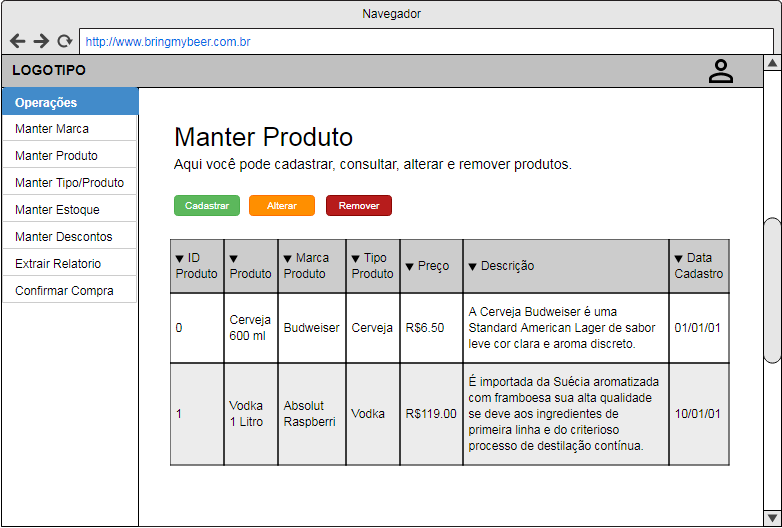 Navegador
http://www.bringmybeer.com.br
LOGOTIPO
Operações
Manter Marca
Manter Produto
Manter Tipo/Produto
Manter Estoque
Manter Descontos
Extrair Relatorio
Confirmar Compra
Manter Produto
Aqui você pode cadastrar, consultar, alterar e remover produtos.
Cadastrar Alterar Remover
▼ ID
Produto
▼
Produto
▼ Marca
Produto
▼ Tipo
Produto
▼ Preço
▼ Descrição
▼ Data
Cadastro
0
Cerveja
600 ml
Budweiser
Cerveja
R$6.50
A Cerveja Budweiser é uma
Standard American Lager de sabor
leve cor clara e aroma discreto.
01/01/01
1
Vodka
1 Litro
Absolut
Raspberri
Vodka
R$119.00
É importada da Suécia aromatizada
com framboesa sua alta qualidade
se deve aos ingredientes de
primeira linha e do criterioso
processo de destilação contínua.
10/01/01